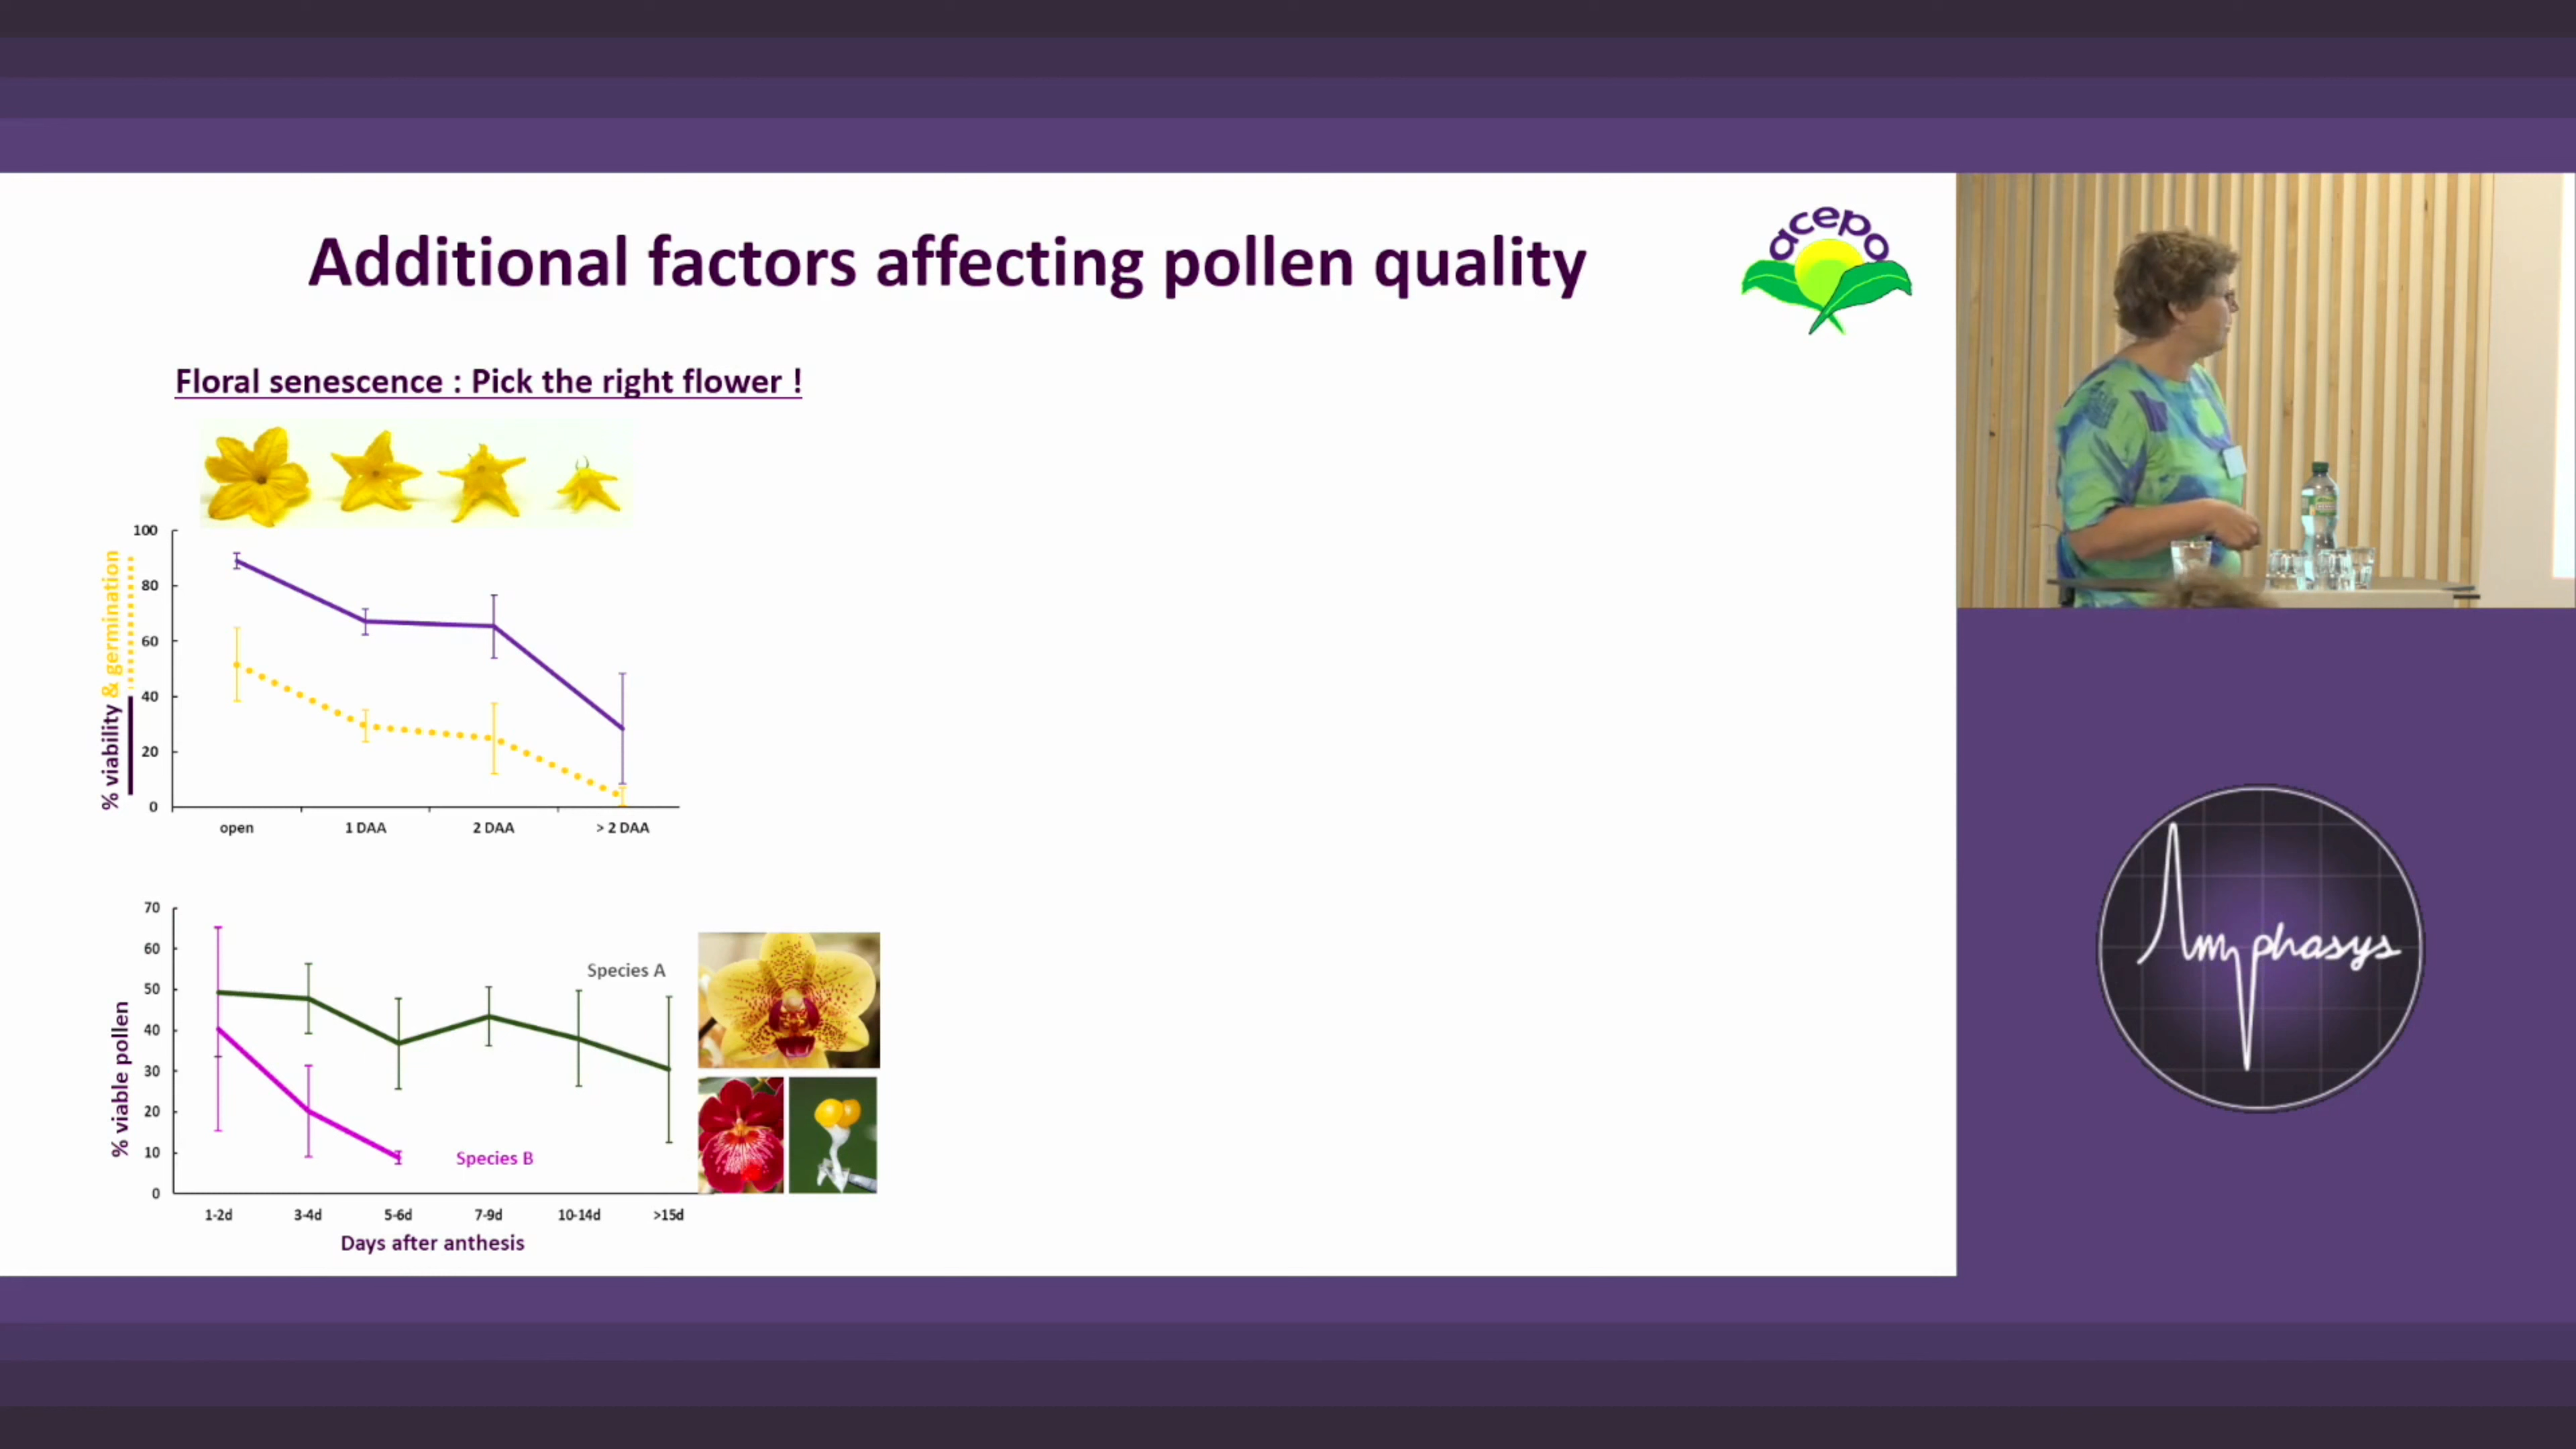 Additional factors affecting pollen quality
acepo
Floral senescence : Pick the right flower !
% viability & germination
100
80
60
40
20
0
open
1 DAA
2 DAA
> 2 DAA
% viable pollen
70
60
50
40
30
20
10
0
Species A
Species B
1-2d
3-4d
5-6d
7-9d
10-14d
>15d
Days after anthesis
Amphasys